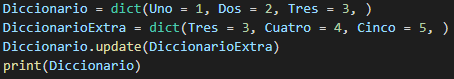 Diccionario = dict(Uno = 1, Dos = 2, Tres = 3, )
DiccionarioExtra = dict(Tres = 3, Cuatro = 4, Cinco = 5, )
Diccionario.update(DiccionarioExtra)
print(Diccionario)